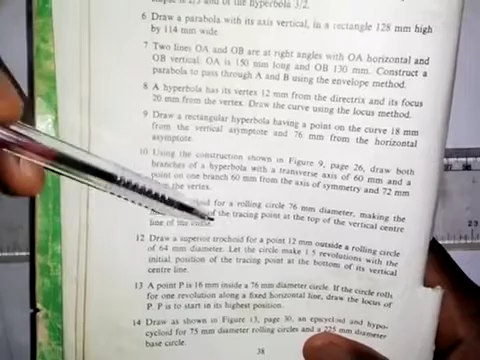 of the hyperbola 3/2.
6 Draw a parabola with its axis vertical, in a rectangle 128 mm high
by 114 mm wide.
7 Two lines OA and OB are at right angles with OA horizontal and
OB vertical. OA is 150 mm long and OB 130 mm. Construct a
parabola to pass through A and B using the envelope method.
8 A hyperbola has its vertex 12 mm from the directrix and its focus
20 mm from the vertex. Draw the curve using the locus method.
9 Draw a rectangular hyperbola having a point on the curve 18 mm
from the vertical asymptote and 76 mm from the horizontal
asymptote.
10 Using the construction shown in Figure 9, page 26, draw both
branches of a hyperbola with a transverse axis of 60 mm and a
point on one branch 60 mm from the axis of symmetry and 72 mm
the vertex.
for a rolling circle 76 mm diameter, making the
of the tracing point at the top of the vertical centre
line of the circle.
12 Draw a superior trochoid for a point 12 mm outside a rolling circle
of 64 mm diameter. Let the circle make 1.5 revolutions with the
initial position of the tracing point at the bottom of its vertical
centre line.
13 A point P is 16 mm inside a 76 mm diameter circle. If the circle rolls
for one revolution along a fixed horizontal line, draw the locus of
P. P is to start in its highest position.
14 Draw as shown in Figure 13, page 30, an epicycloid and hypo-
cycloid for 75 mm diameter rolling circles and a 225 mm diameter
base circle.
38